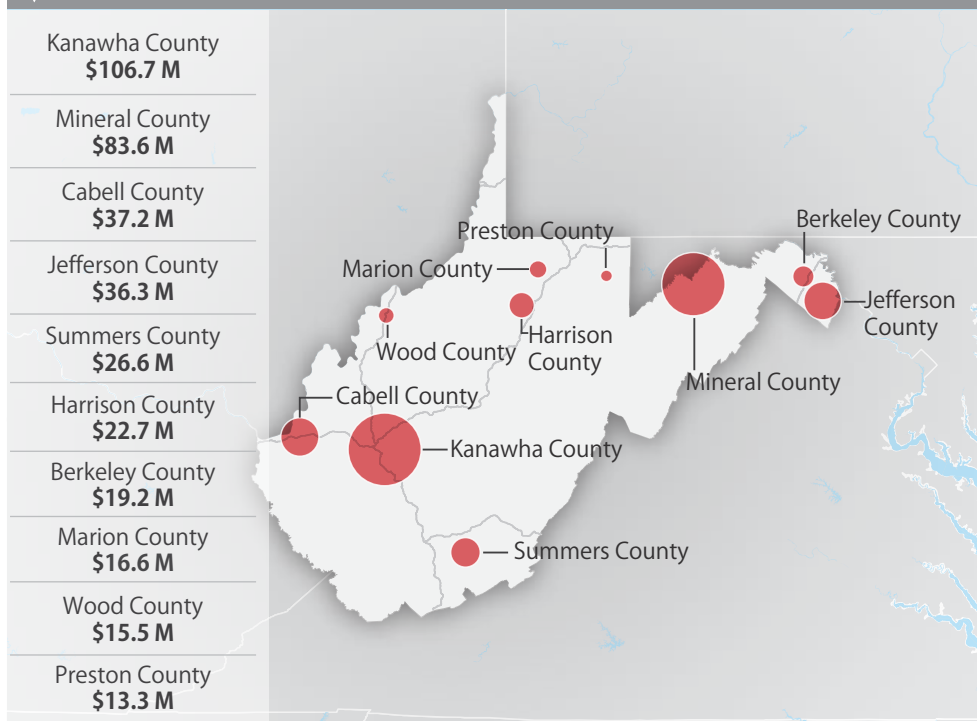 Kanawha County
$106.7 M
Mineral County
$83.6 M
Cabell County
$37.2 M
Jefferson County
$36.3 M
Summers County
$26.6 M
Harrison County
$22.7 M
Berkeley County
$19.2 M
Marion County
$16.6 M
Wood County
$15.5 M
Preston County
$13.3 M
Preston County
Berkeley County
Marion County
Jefferson
County
Wood County
Harrison
County
Mineral County
Cabell County
Kanawha County
Summers County